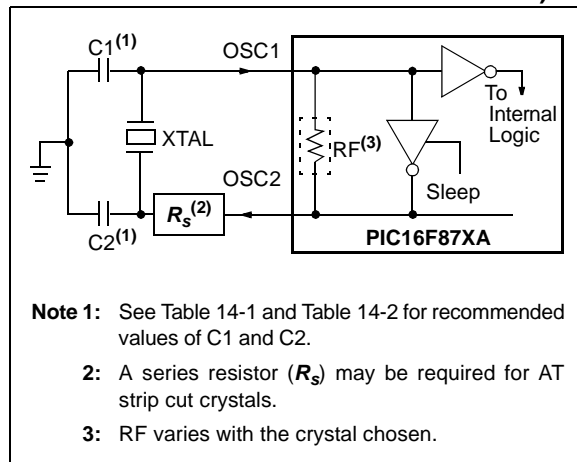 C1(1)
OSC1
To
Internal
Logic
XTAL
RF(3)
OSC2
Sleep
Rs(2)
C2(1)
PIC16F87XA
Note 1: See Table 14-1 and Table 14-2 for recommended
values of C1 and C2.
2: A series resistor (Rs) may be required for AT
strip cut crystals.
3: RF varies with the crystal chosen.